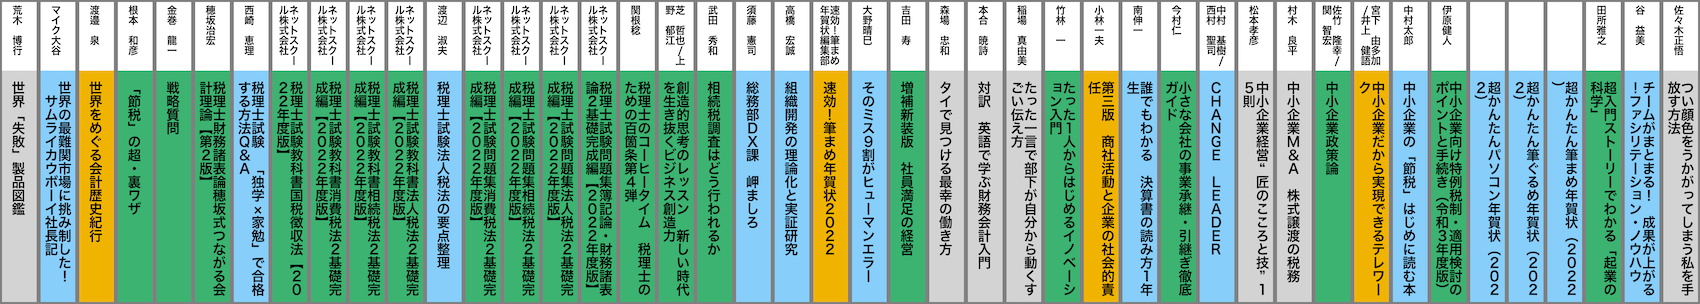 荒木　博行
世界「失敗」製品図鑑
マイク大谷
世界の最難関市場に挑み制した！
サムライカウボーイ社長記
渡邉　泉
世界をめぐる会計歴史紀行
根本　和彦
「節税」の超・裏ワザ
金巻　龍一
戦略質問
穂坂治宏
税理士財務諸表論穂坂式つながる会
計理論【第２版】
西崎　恵理
税理士試験　「独学×家勉」で合格
する方法Ｑ＆Ａ
ネットスクー
ル株式会社
税理士試験教科書国税徴収法【２０
２２年度版】
ネットスクー
ル株式会社
税理士試験教科書消費税法２基礎完
成編【２０２２年度版】
ネットスクー
ル株式会社
税理士試験教科書相続税法２基礎完
成編【２０２２年度版】
ネットスクー
ル株式会社
税理士試験教科書法人税法２基礎完
成編【２０２２年度版】
渡辺　淑夫
税理士試験法人税法の要点整理
ネットスクー
ル株式会社
税理士試験問題集消費税法２基礎完
成編【２０２２年度版】
ネットスクー
ル株式会社
税理士試験問題集相続税法２基礎完
成編【２０２２年度版】
ネットスクー
ル株式会社
税理士試験問題集法人税法２基礎完
成編【２０２２年度版】
ネットスクー
ル株式会社
税理士試験問題集簿記論・財務諸表
論２基礎完成編【２０２２年度版】
関根稔
税理士のコーヒータイム　税理士の
ための百箇条第４弾
芝　哲也/上
野　郁江
創造的思考のレッスン　新しい時代
を生き抜くビジネス創造力
武田　秀和
相続税調査はどう行われるか
須藤　憲司
総務部ＤＸ課　岬ましろ
高橋　宏誠
組織開発の理論化と実証研究
速効！筆まめ
年賀状編集部
速効！筆まめ年賀状２０２２
大野晴巳
そのミス９割がヒューマンエラー
吉田　寿
増補新装版　社員満足の経営
森場　忠和
タイで見つける最幸の働き方
本合　暁詩
対訳　英語で学ぶ財務会計入門
稲場　真由美
たった一言で部下が自分から動くす
ごい伝え方
竹林　一
たった１人からはじめるイノベーシ
ョン入門
小林一夫
第三版　商社活動と企業の社会的責
任
南伸一
誰でもわかる　決算書の読み方１年
生
今村仁
小さな会社の事業承継・引継ぎ徹底
ガイド
中村　基樹/
西村　聖司
ＣＨＡＮＧＥ　ＬＥＡＤＥＲ
松本孝彦
中小企業経営“匠のこころと技”１
５則
村木　良平
中小企業Ｍ＆Ａ　株式譲渡の税務
佐竹　隆幸/
関　智宏
中小企業政策論
宮下　由多加
/井上　健語
中小企業だから実現できるテレワー
ク
中村太郎
中小企業の「節税」はじめに読む本
伊原健人
中小企業向け特例税制・適用検討の
ポイントと手続き（令和３年度版）
超かんたんパソコン年賀状（２０２
２）
超かんたん筆ぐるめ年賀状（２０２
２）
超かんたん筆まめ年賀状（２０２２
）
田所雅之
超入門ストーリーでわかる「起業の
科学」
谷　益美
チームがまとまる！　成果が上がる
！ファシリテーション・ノウハウ
佐々木正悟
つい顔色をうかがってしまう私を手
放す方法